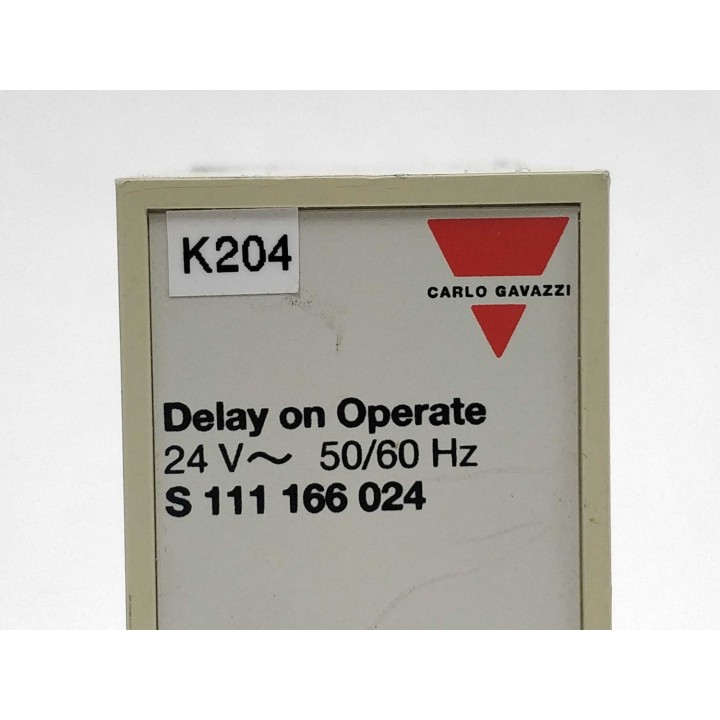 K204
CARLO GAVAZZI
Delay on Operate
24 V~ 50/60 Hz
S 111 166 024